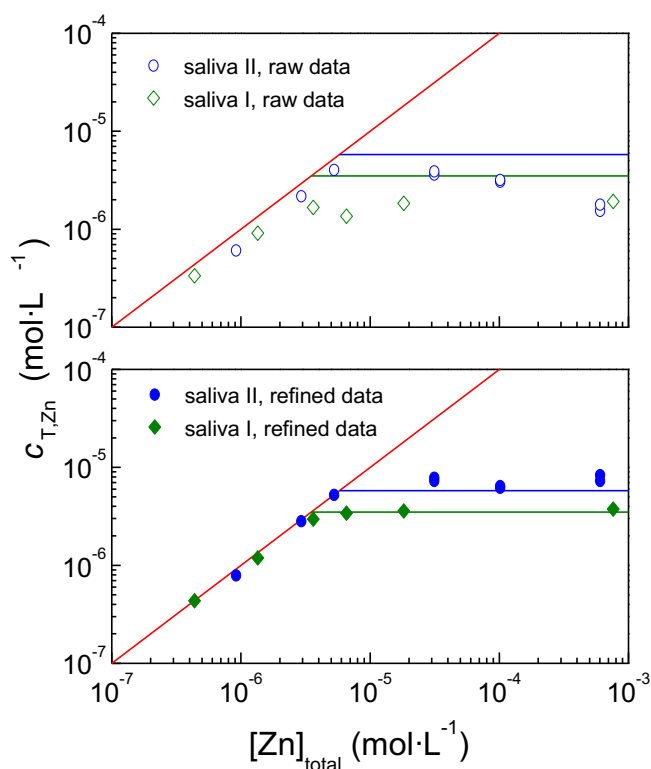 10⁻⁴
saliva II, raw data
saliva I, raw data
10⁻⁵
10⁻⁶
10⁻⁷
c_T,Zn (mol·L⁻¹)
10⁻⁴
saliva II, refined data
saliva I, refined data
10⁻⁵
10⁻⁶
10⁻⁷
10⁻⁷ 10⁻⁶ 10⁻⁵ 10⁻⁴ 10⁻³
[Zn]_total (mol·L⁻¹)